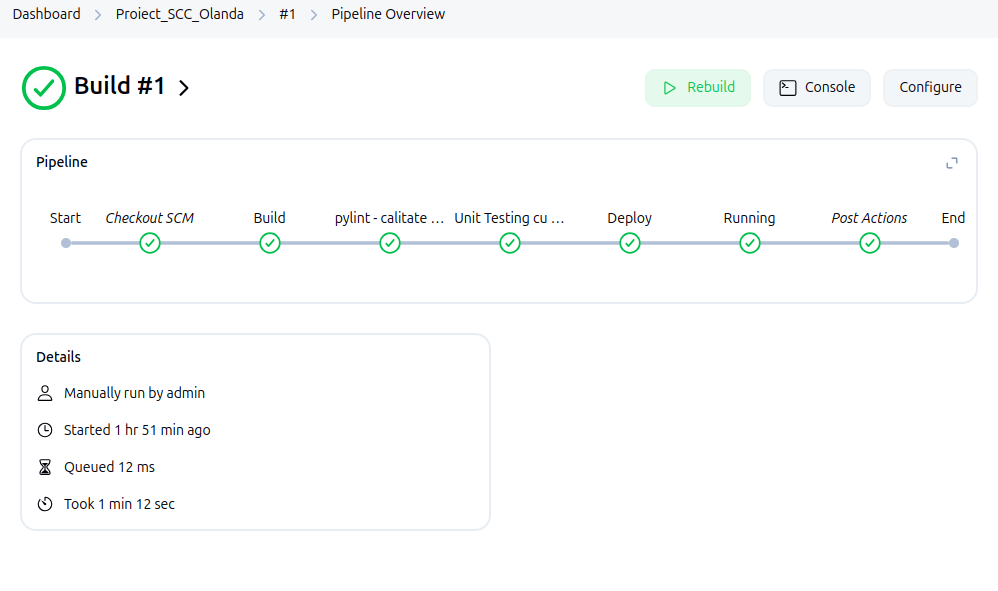 Dashboard > Project_SCC_Olanda > #1 > Pipeline Overview
Build #1
Rebuild
Console
Configure
Pipeline
Start Checkout SCM Build pylint - calitate ... Unit Testing cu ... Deploy Running Post Actions End
Details
Manually run by admin
Started 1 hr 51 min ago
Queued 12 ms
Took 1 min 12 sec